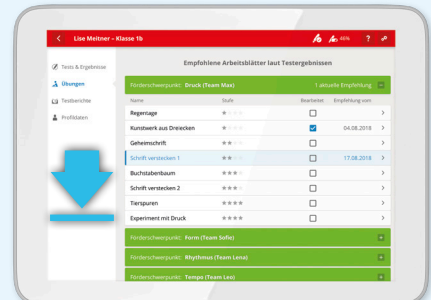 Lise Meitner – Klasse 1b
46%
?
Tests & Ergebnisse
Übungen
Testberichte
Profildaten
Empfohlene Arbeitsblätter laut Testergebnissen
Förderschwerpunkt: Druck (Team Max) 1 aktuelle Empfehlung
Name Stufe Bearbeitet Empfehlung vom
Regentage
Kunstwerk aus Dreiecken 04.08.2018
Geheimschrift
Schrift verstecken 1 17.08.2018
Buchstabenbaum
Schrift verstecken 2
Tierspuren
Experiment mit Druck
Förderschwerpunkt: Form (Team Sofie)
Förderschwerpunkt: Rhythmus (Team Lena)
Förderschwerpunkt: Tempo (Team Leo)